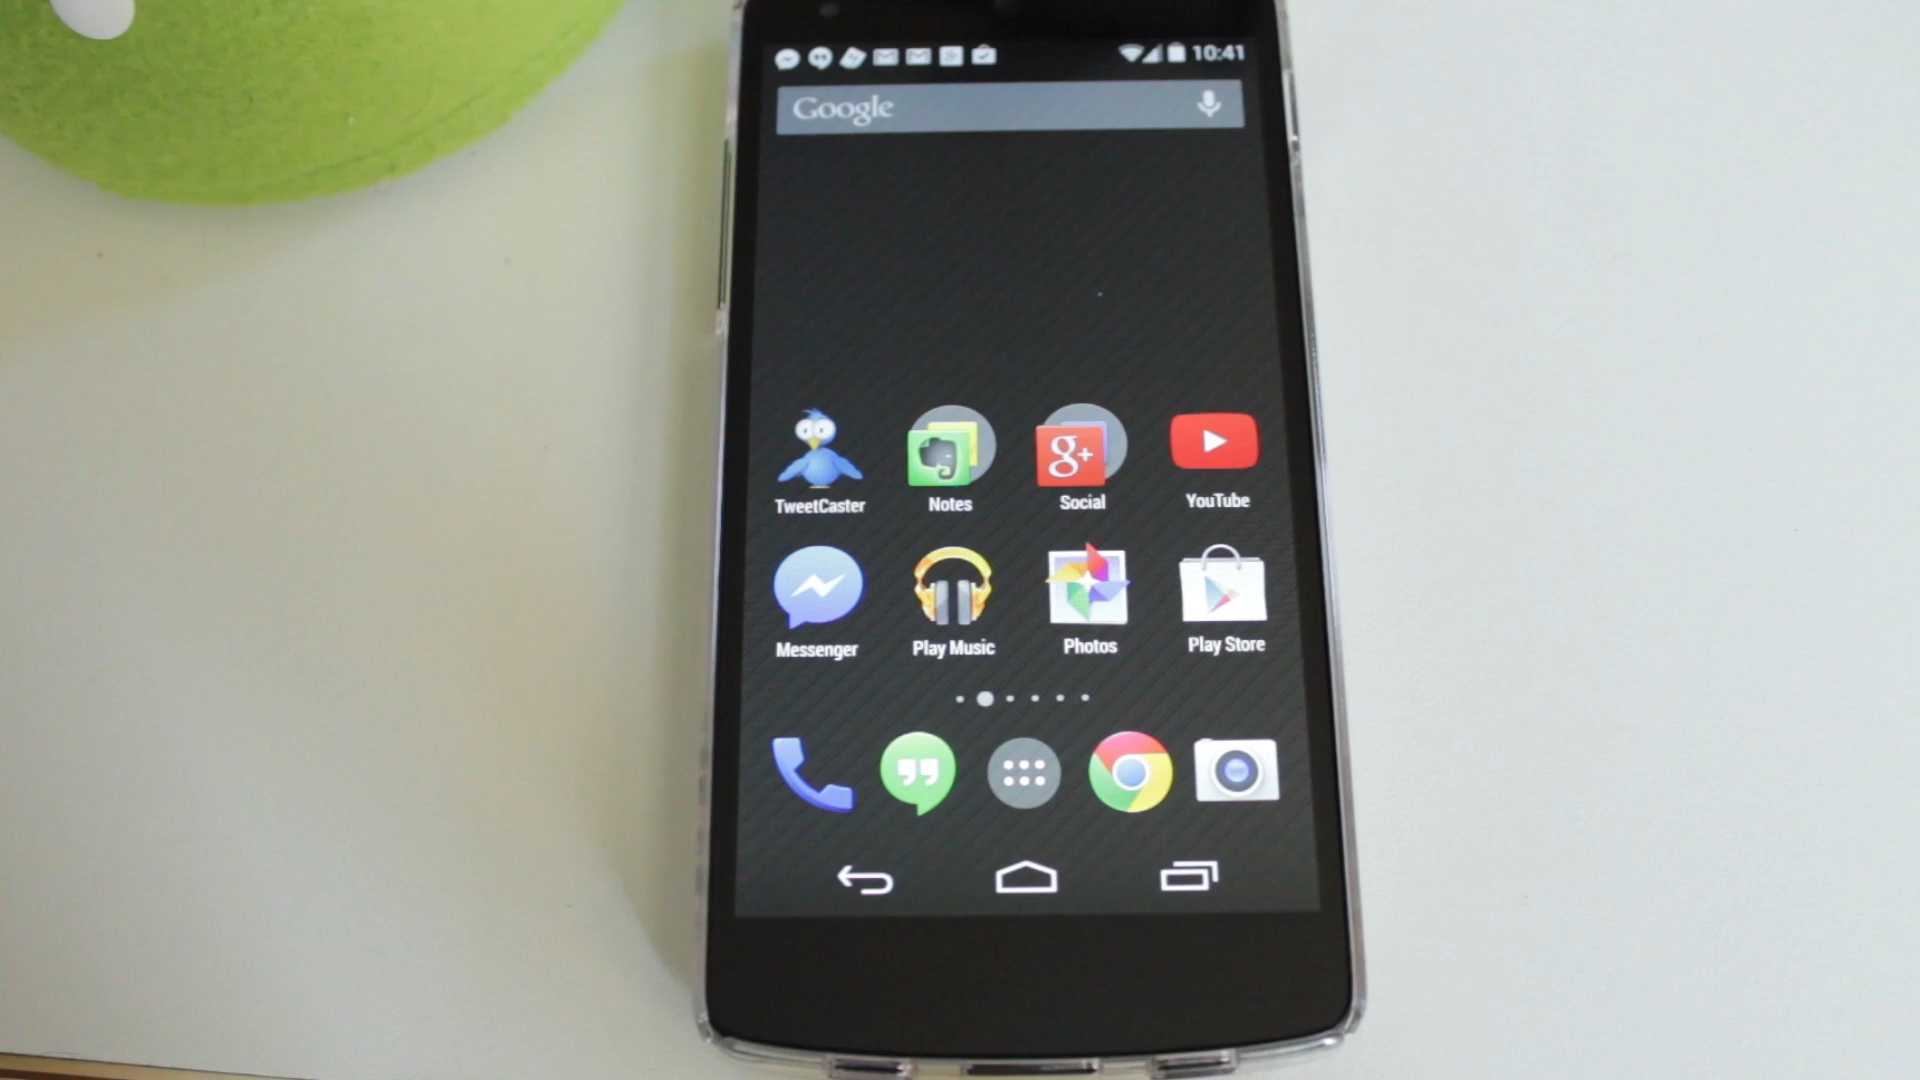 10:41
Google
TweetCaster Notes Social YouTube
g+
Messenger Play Music Photos Play Store